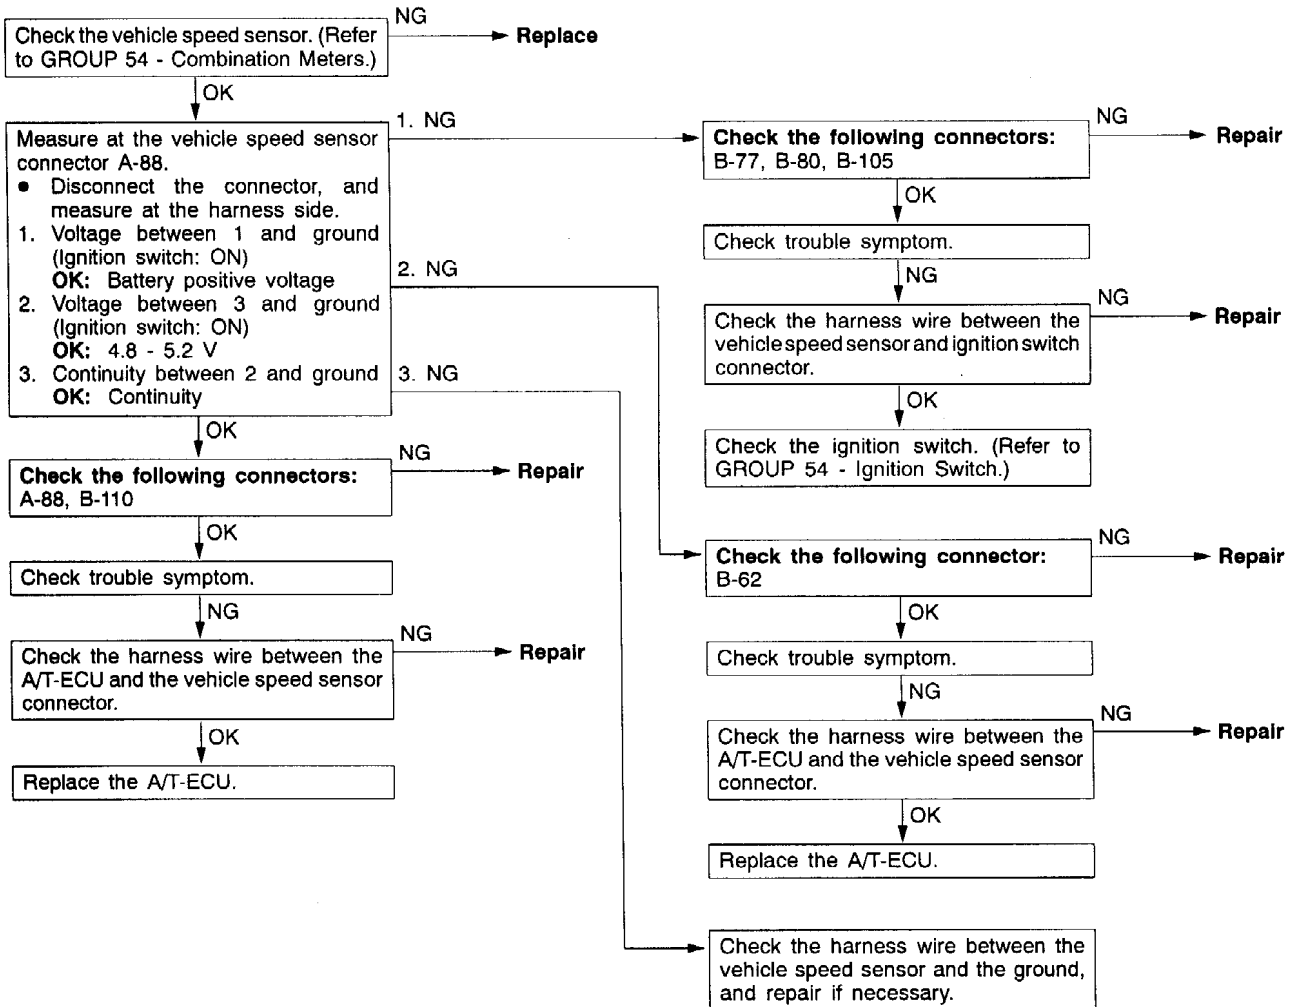 NG
Check the vehicle speed sensor. (Refer
to GROUP 54 - Combination Meters.)
Replace
OK
Measure at the vehicle speed sensor
connector A-88.
● Disconnect the connector, and
measure at the harness side.
1. Voltage between 1 and ground
(Ignition switch: ON)
OK: Battery positive voltage
2. Voltage between 3 and ground
(Ignition switch: ON)
OK: 4.8 - 5.2 V
3. Continuity between 2 and ground
OK: Continuity
1. NG
2. NG
3. NG
OK
Check the following connectors:
A-88, B-110
NG
Repair
OK
Check trouble symptom.
NG
Check the harness wire between the
A/T-ECU and the vehicle speed sensor
connector.
NG
Repair
OK
Replace the A/T-ECU.
Check the following connectors:
B-77, B-80, B-105
NG
Repair
OK
Check trouble symptom.
NG
Check the harness wire between the
vehicle speed sensor and ignition switch
connector.
NG
Repair
OK
Check the ignition switch. (Refer to
GROUP 54 - Ignition Switch.)
Check the following connector:
B-62
NG
Repair
OK
Check trouble symptom.
NG
Check the harness wire between the
A/T-ECU and the vehicle speed sensor
connector.
NG
Repair
OK
Replace the A/T-ECU.
Check the harness wire between the
vehicle speed sensor and the ground,
and repair if necessary.